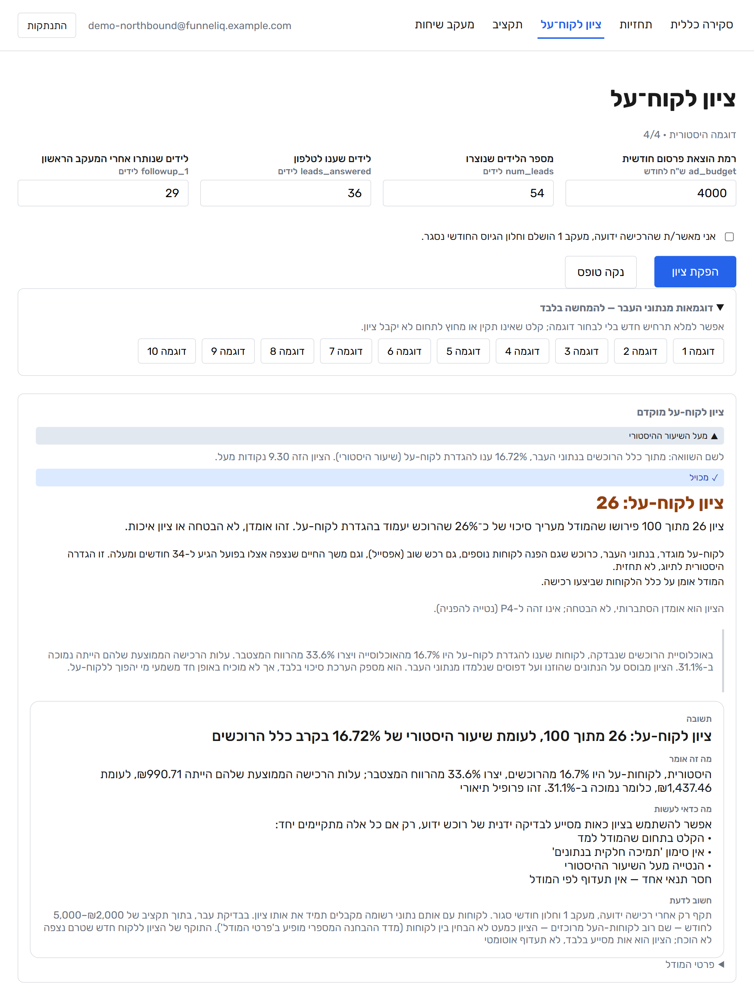 סקירה כללית
תחזיות
ציון לקוח־על
תקציב
מעקב שיחות
demo-northbound@funneliq.example.com
התנתקות
ציון לקוח־על
דוגמה היסטורית • 4/4
רמת הוצאת פרסום חודשית
ad_budget ש"ח לחודש
4000
מספר הלידים שנוצרו
num_leads לידים
54
לידים שענו לטלפון
leads_answered לידים
36
לידים שנותרו אחרי המעקב הראשון
followup_1 לידים
29
אני מאשר/ת שהרכישה ידועה, מעקב 1 הושלם וחלון הגיוס החודשי נסגר.
הפקת ציון
נקה טופס
▼ דוגמאות מנתוני העבר – להמחשה בלבד
אפשר למלא תרחיש חדש בלי לבחור דוגמה; קלט שאינו תקין או מחוץ לתחום לא יקבל ציון.
דוגמה 1
דוגמה 2
דוגמה 3
דוגמה 4
דוגמה 5
דוגמה 6
דוגמה 7
דוגמה 8
דוגמה 9
דוגמה 10
ציון לקוח-על מוקדם
▲ מעל השיעור ההיסטורי
לשם השוואה: מתוך כלל הרוכשים בנתוני העבר, 16.72% ענו להגדרת לקוח-על (שיעור היסטורי). הציון הזה 9.30 נקודות מעל.
✓ מכויל
ציון לקוח-על: 26
ציון 26 מתוך 100 פירושו שהמודל מעריך סיכוי של כ־26% שהרוכש יעמוד בהגדרת לקוח-על. זהו אומדן, לא הבטחה או ציון איכות.
לקוח-על מוגדר, בנתוני העבר, כרוכש שגם הפנה לקוחות נוספים, גם רכש שוב (אפסייל), וגם משך החיים שנצפה אצלו בפועל הגיע ל-34 חודשים ומעלה. זו הגדרה
היסטורית לתיוג, לא תחזית.
המודל אומן על כלל הלקוחות שביצעו רכישה.
הציון הוא אומדן הסתברותי, לא הבטחה; אינו זהה ל-P4 (נטייה להפניה).
באוכלוסיית הרוכשים שנבדקה, לקוחות שענו להגדרת לקוח-על היו 16.7% מהאוכלוסייה ויצרו 33.6% מהרווח המצטבר. עלות הרכישה הממוצעת שלהם הייתה נמוכה
ב-31.1%. הציון מבוסס על הנתונים שהוזנו ועל דפוסים שנלמדו מנתוני העבר. הוא מספק הערכת סיכוי בלבד, אך לא מוכיח באופן חד משמעי מי יהפוך ללקוח-על.
תשובה
ציון לקוח-על: 26 מתוך 100, לעומת שיעור היסטורי של 16.72% בקרב כלל הרוכשים
מה זה אומר
היסטורית, לקוחות-על היו 16.7% מהרוכשים, יצרו 33.6% מהרווח המצטבר; עלות הרכישה הממוצעת שלהם הייתה ₪990.71, לעומת
₪1,437.46, כלומר נמוכה ב-31.1%. זהו פרופיל תיאורי
מה כדאי לעשות
אפשר להשתמש בציון כאות מסייע לבדיקה ידנית של רוכש ידוע, רק אם כל אלה מתקיימים יחד:
• הקלט בתחום שהמודל למד
• אין סימון 'תמיכה חלקית בנתונים'
• הנטייה מעל השיעור ההיסטורי
חסר תנאי אחד – אין תעדוף לפי המודל
חשוב לדעת
תקף רק אחרי רכישה ידועה, מעקב 1 וחלון חודשי סגור. לקוחות עם אותם נתוני רשומה מקבלים תמיד את אותו ציון. בבדיקת עבר, בתוך תקציב של ₪2,000–5,000
לחודש – שם רוב לקוחות-העל מרוכזים – הציון כמעט לא הבחין בין לקוחות (מדד ההבחנה המספרי מופיע ב'פרטי המודל'). התוקף של הציון ללקוח חדש שטרם נצפה
לא הוכח; הציון הוא אות מסייע בלבד, לא תעדוף אוטומטי
◀ פרטי המודל